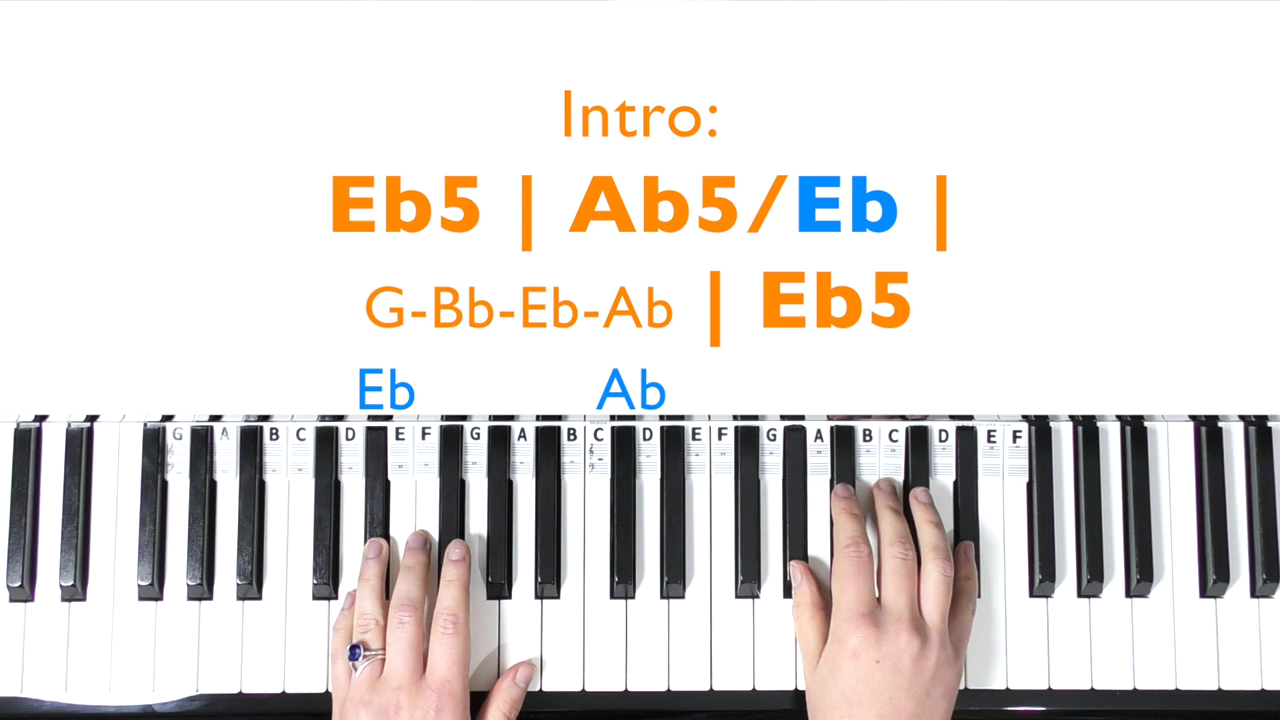 Intro:
Eb5 | Ab5/Eb |
G-Bb-Eb-Ab | Eb5
Eb Ab
G A B C D E F G A B C D E F G A B C D E F